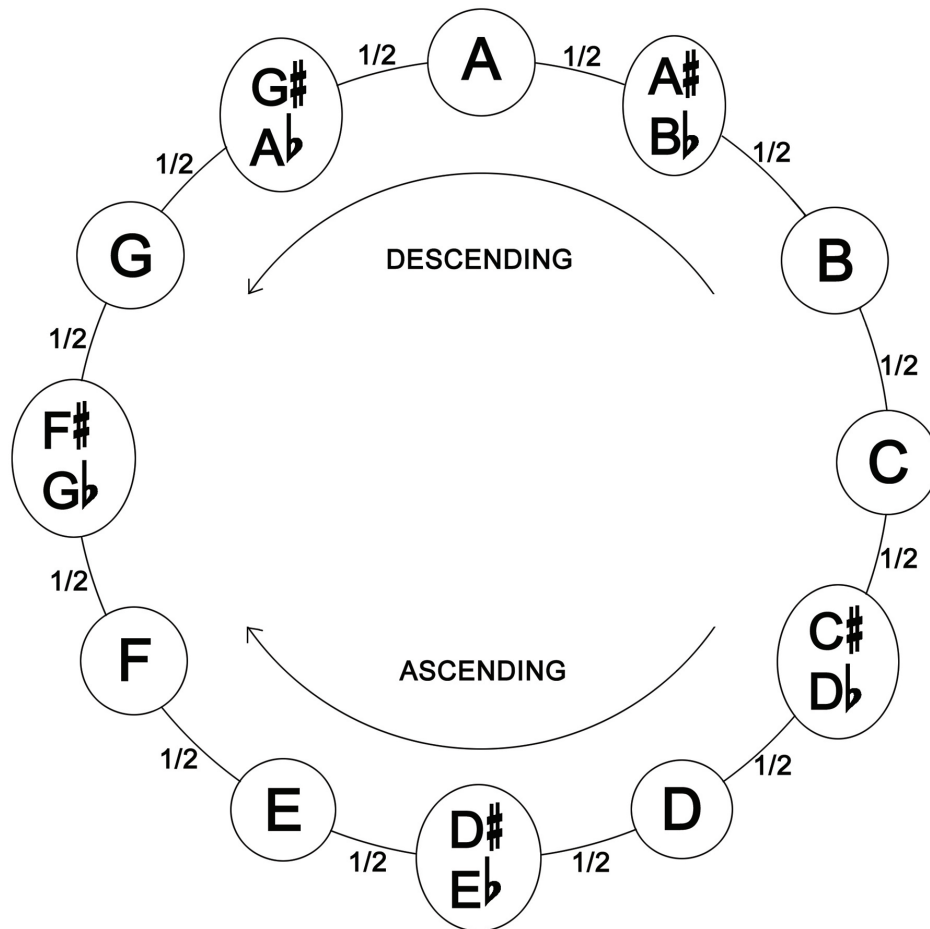 1/2
A
1/2
G♯
A♭
A♯
B♭
1/2
1/2
G
DESCENDING
B
1/2
1/2
F♯
G♭
C
1/2
1/2
F
ASCENDING
C♯
D♭
1/2
1/2
E
D♯
E♭
D
1/2
1/2